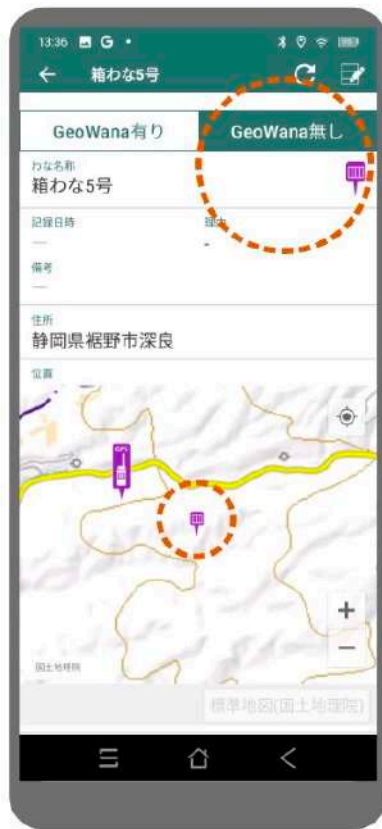 13:36 G
箱わな5号
GeoWana有り GeoWana無し
わな名称
箱わな5号
記録日時
-
備考
住所
静岡県裾野市深良
位置
GPS
国土地理院
+
−
標準地図(国土地理院)